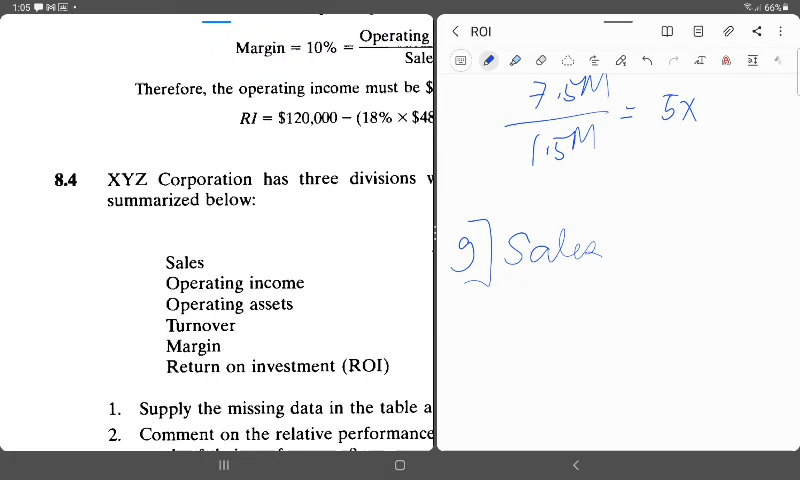 1:05
66%
Margin = 10% = Operating
Sale
Therefore, the operating income must be $
RI = $120,000 − (18% × $48
8.4 XYZ Corporation has three divisions w
summarized below:
Sales
Operating income
Operating assets
Turnover
Margin
Return on investment (ROI)
1. Supply the missing data in the table a
2. Comment on the relative performance
ROI
7.5M
1.5M
= 5x
g] Sales